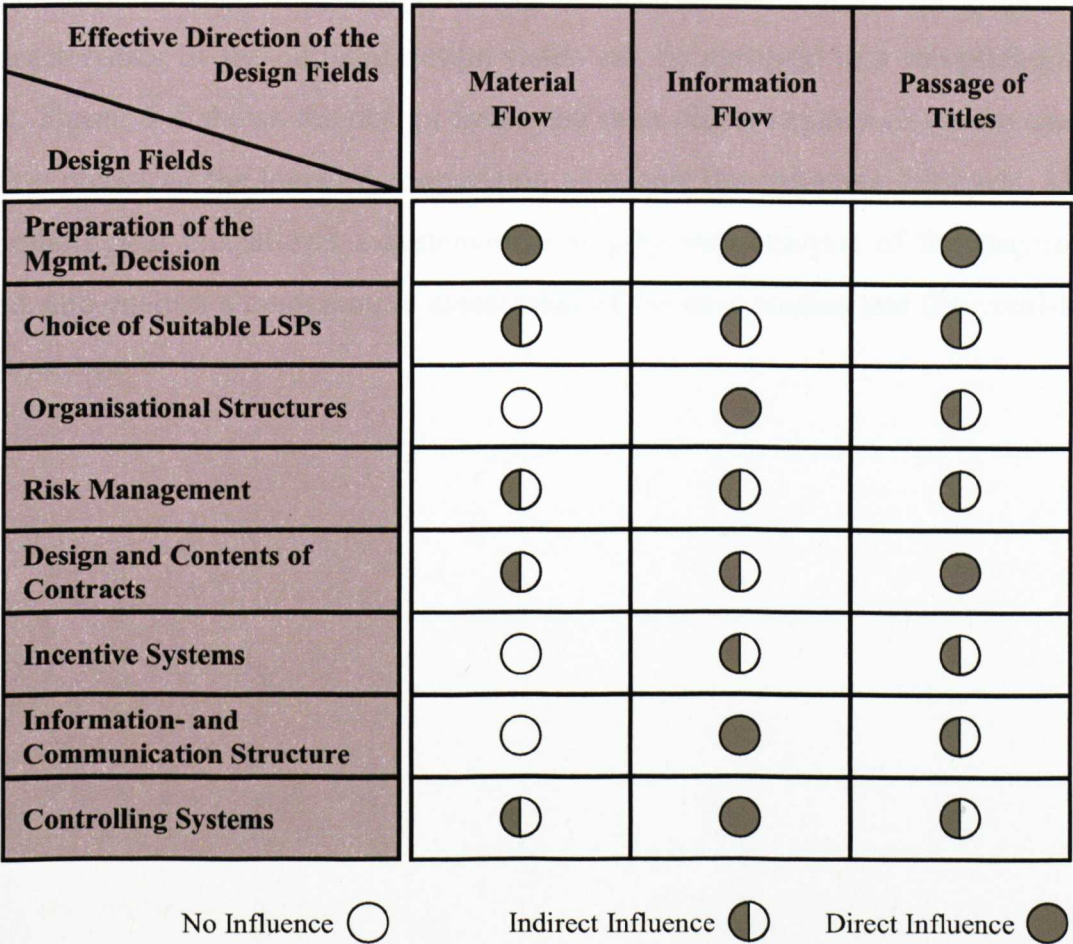 Effective Direction of the
Design Fields
Design Fields
Material
Flow
Information
Flow
Passage of
Titles
Preparation of the
Mgmt. Decision
Choice of Suitable LSPs
Organisational Structures
Risk Management
Design and Contents of
Contracts
Incentive Systems
Information- and
Communication Structure
Controlling Systems
No Influence
Indirect Influence
Direct Influence